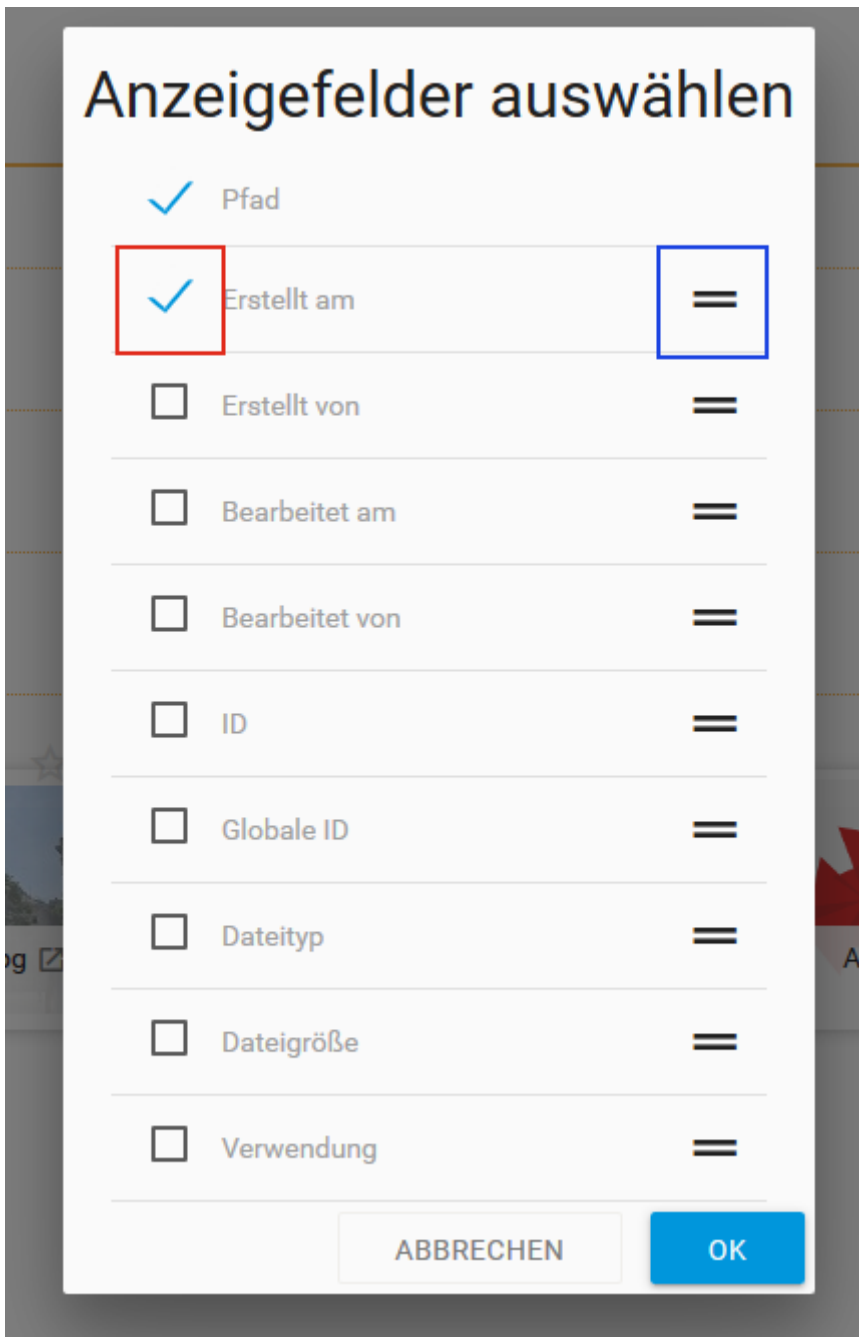 Anzeigefelder auswählen
Pfad
Erstellt am
Erstellt von
Bearbeitet am
Bearbeitet von
ID
Globale ID
Dateityp
Dateigröße
Verwendung
og
A
ABBRECHEN
OK